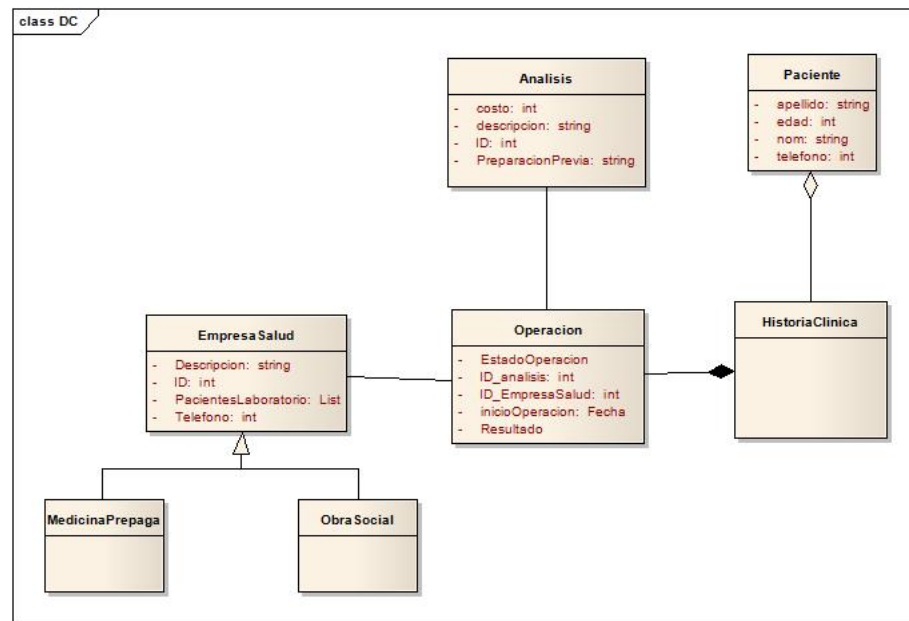 class DC
Analisis
- costo: int
- descripcion: string
- ID: int
- PreparacionPrevia: string
Paciente
- apellido: string
- edad: int
- nom: string
- telefono: int
EmpresaSalud
- Descripcion: string
- ID: int
- PacientesLaboratorio: List
- Telefono: int
Operacion
- EstadoOperacion
- ID_analisis: int
- ID_EmpresaSalud: int
- inicioOperacion: Fecha
- Resultado
HistoriaClinica
MedicinaPrepaga
ObraSocial